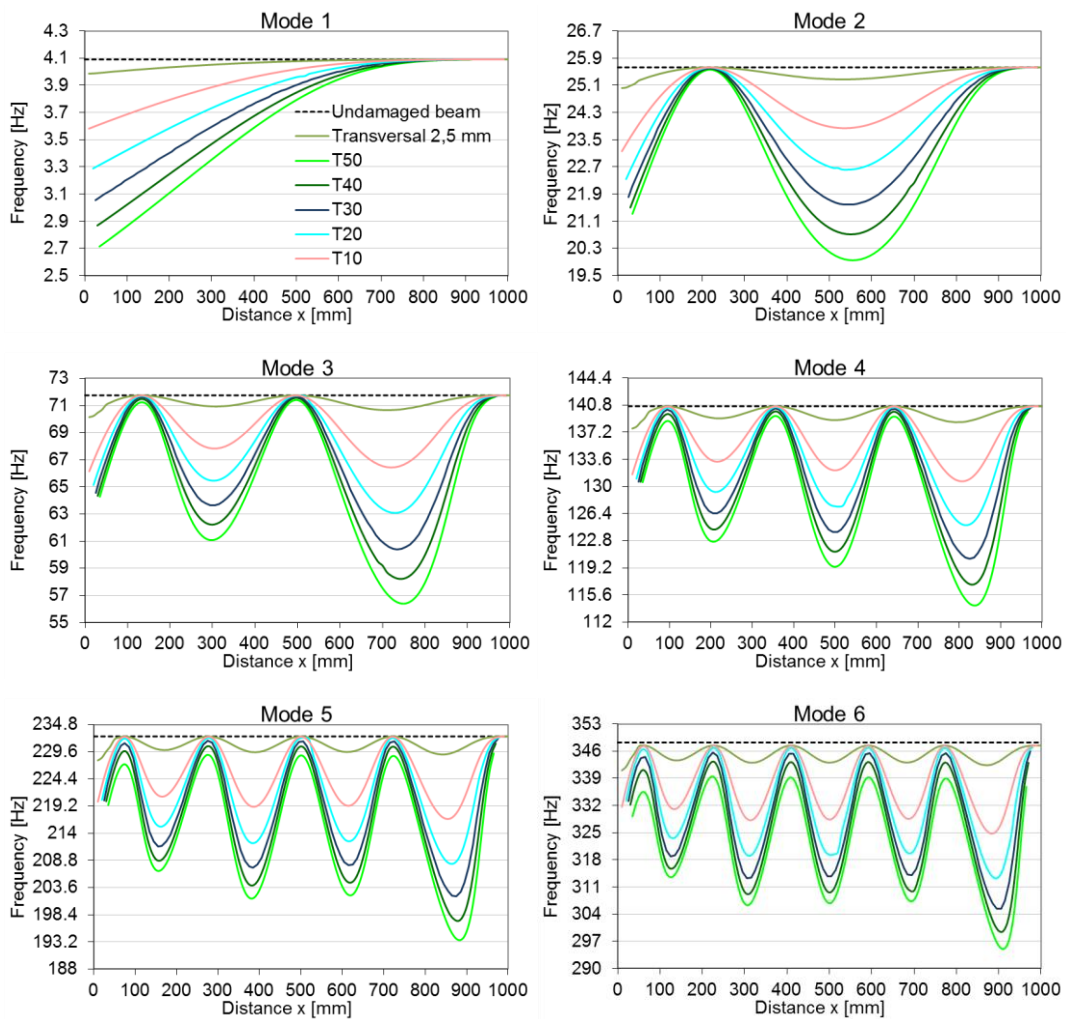 Mode 1
4.3
4.1
3.9
3.7
3.5
3.3
3.1
2.9
2.7
2.5
Frequency [Hz]
Undamaged beam
Transversal 2,5 mm
T50
T40
T30
T20
T10
0 100 200 300 400 500 600 700 800 900 1000
Distance x [mm]
Mode 2
26.7
25.9
25.1
24.3
23.5
22.7
21.9
21.1
20.3
19.5
Frequency [Hz]
0 100 200 300 400 500 600 700 800 900 1000
Distance x [mm]
Mode 3
73
71
69
67
65
63
61
59
57
55
Frequency [Hz]
0 100 200 300 400 500 600 700 800 900 1000
Distance x [mm]
Mode 4
144.4
140.8
137.2
133.6
130
126.4
122.8
119.2
115.6
112
Frequency [Hz]
0 100 200 300 400 500 600 700 800 900 1000
Distance x [mm]
Mode 5
234.8
229.6
224.4
219.2
214
208.8
203.6
198.4
193.2
188
Frequency [Hz]
0 100 200 300 400 500 600 700 800 900 1000
Distance x [mm]
Mode 6
353
346
339
332
325
318
311
304
297
290
Frequency [Hz]
0 100 200 300 400 500 600 700 800 900 1000
Distance x [mm]